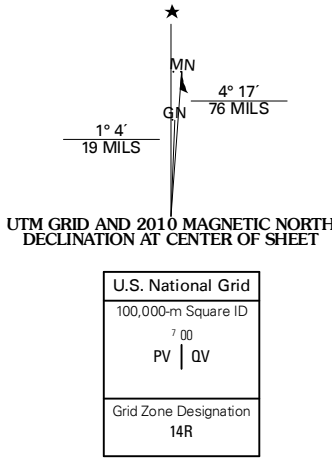 ★
MN
GN
4° 17´
76 MILS
1° 4´
19 MILS
UTM GRID AND 2010 MAGNETIC NORTH
DECLINATION AT CENTER OF SHEET
U.S. National Grid
100,000-m Square ID
7 00
PV | QV
Grid Zone Designation
14R